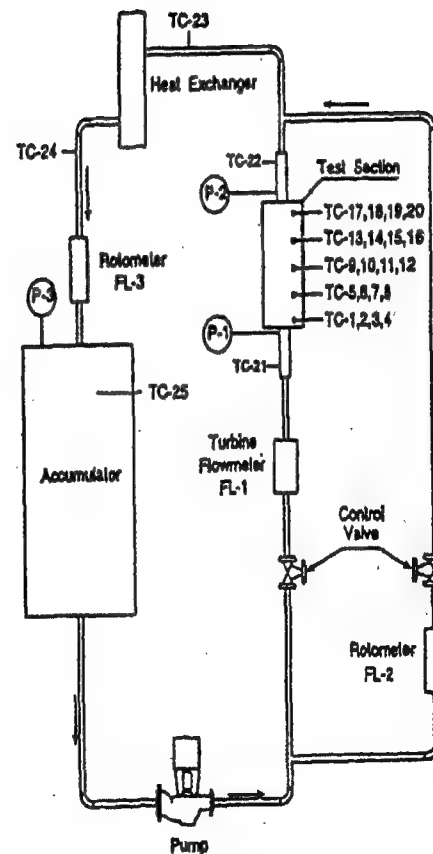 TC-23
Heat Exchanger
TC-24
TC-22
Test Section
P-2
TC-17,18,19,20
TC-13,14,15,16
TC-9,10,11,12
TC-5,6,7,8
TC-1,2,3,4
Rotometer
FL-3
P-3
P-1
TC-21
TC-25
Turbine
Flowmeter
FL-1
Accumulator
Control
Valve
Rotometer
FL-2
Pump